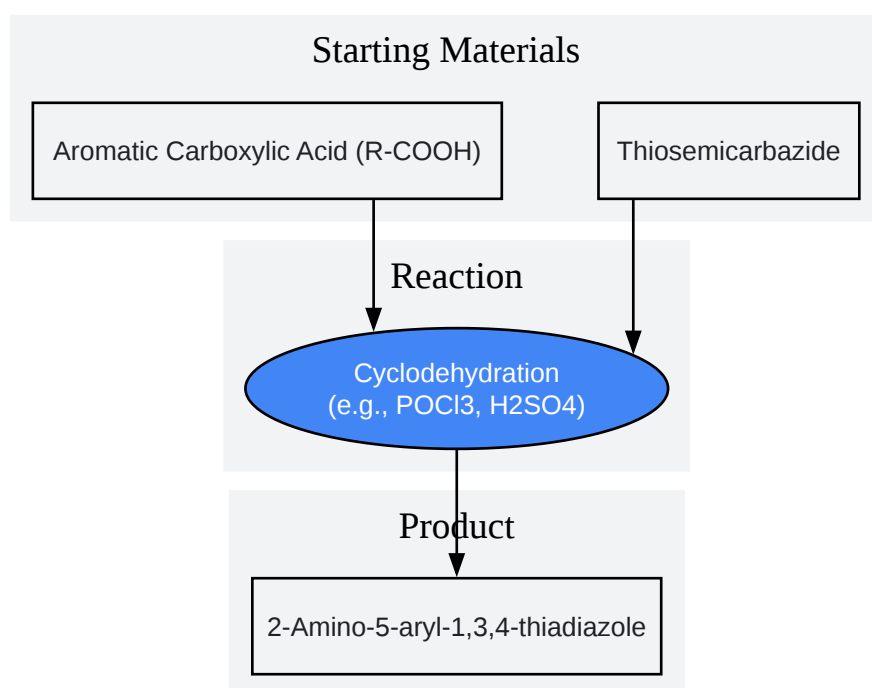 Starting Materials
Aromatic Carboxylic Acid (R-COOH)
Thiosemicarbazide
Reaction
Cyclodehydration
(e.g., POCl3, H2SO4)
Product
2-Amino-5-aryl-1,3,4-thiadiazole